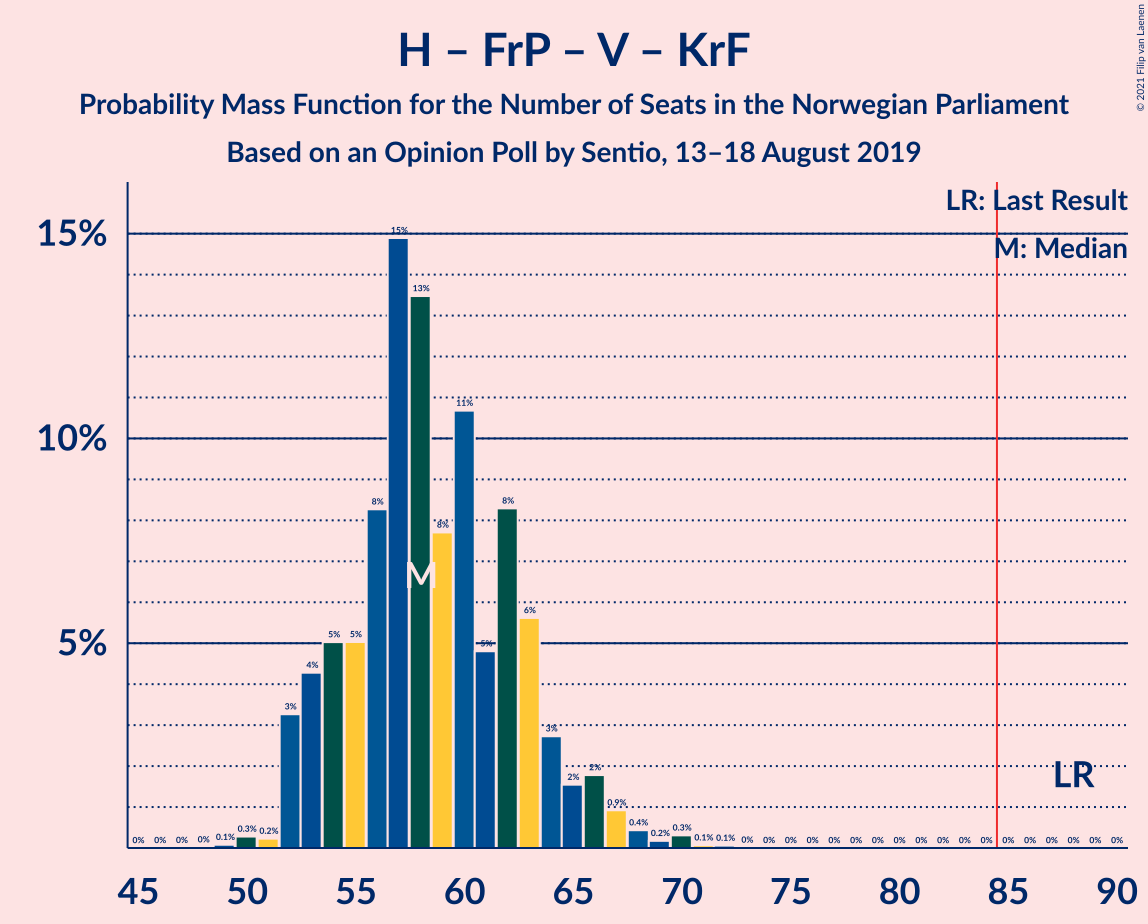 H – FrP – V – KrF
Probability Mass Function for the Number of Seats in the Norwegian Parliament
Based on an Opinion Poll by Sentio, 13–18 August 2019
© 2021 Filip van Laenen
LR: Last Result
M: Median
15%
10%
5%
0% 0% 0% 0% 0.1% 0.3% 0.2% 3% 4% 5% 5% 8% 15% 13% 8% 11% 5% 8% 6% 3% 2% 2% 0.9% 0.4% 0.2% 0.3% 0.1% 0.1% 0% 0% 0% 0% 0% 0% 0% 0% 0% 0% 0% 0% 0% 0% 0% 0% 0% 0%
M
LR
45 50 55 60 65 70 75 80 85 90